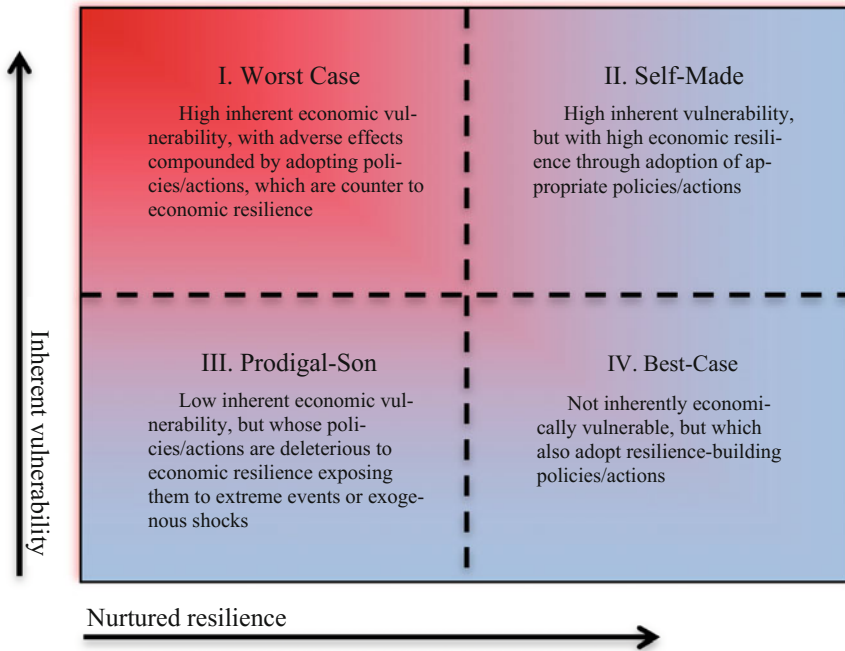 I. Worst Case
High inherent economic vul-
nerability, with adverse effects
compounded by adopting poli-
cies/actions, which are counter to
economic resilience
II. Self-Made
High inherent vulnerability,
but with high economic resil-
ience through adoption of ap-
propriate policies/actions
III. Prodigal-Son
Low inherent economic vul-
nerability, but whose poli-
cies/actions are deleterious to
economic resilience exposing
them to extreme events or exoge-
nous shocks
IV. Best-Case
Not inherently economi-
cally vulnerable, but which
also adopt resilience-building
policies/actions
Inherent vulnerability
Nurtured resilience